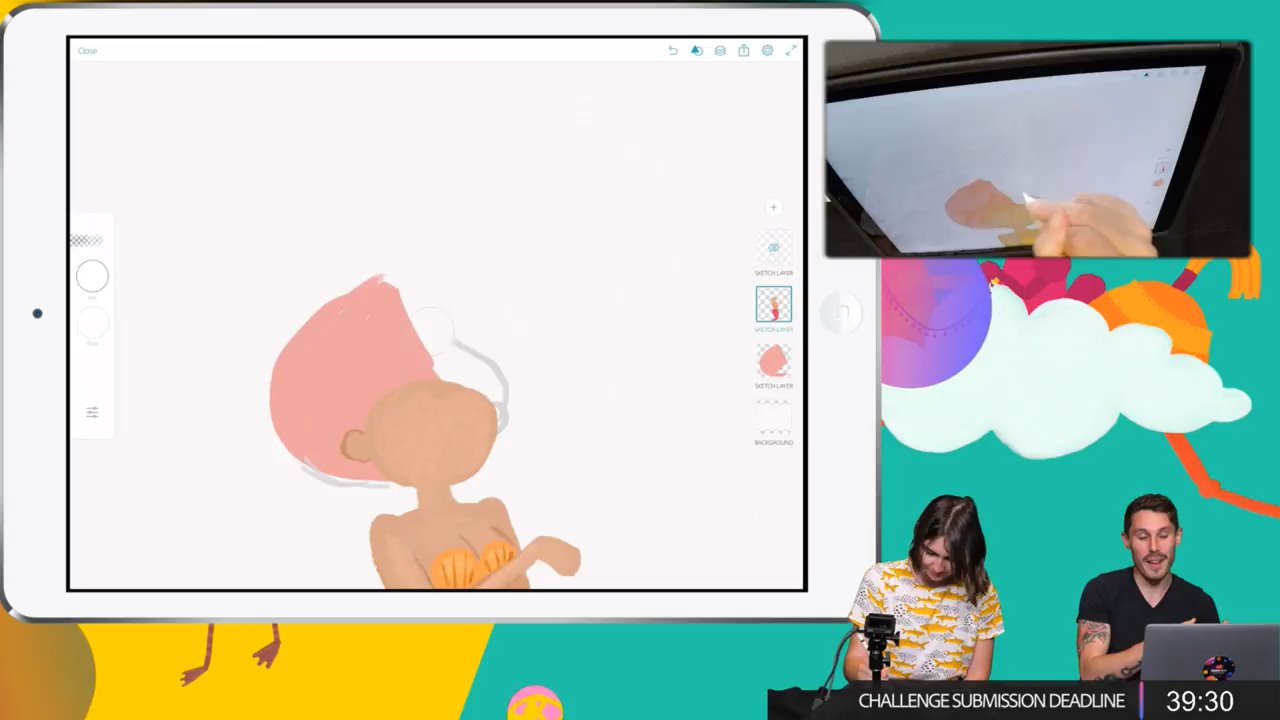 Close
SKETCH LAYER
SKETCH LAYER
SKETCH LAYER
BACKGROUND
CHALLENGE SUBMISSION DEADLINE
39:30